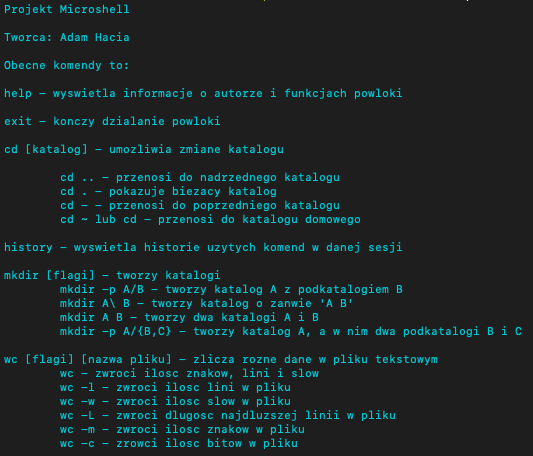 Projekt Microshell
Tworca: Adam Hacia
Obecne komendy to:
help – wyswietla informacje o autorze i funkcjach powloki
exit – konczy dzialanie powloki
cd [katalog] – umozliwia zmiane katalogu
cd .. – przenosi do nadrzednego katalogu
cd . – pokazuje biezacy katalog
cd – – przenosi do poprzedniego katalogu
cd ~ lub cd – przenosi do katalogu domowego
history – wyswietla historie uzytych komend w danej sesji
mkdir [flagi] – tworzy katalogi
mkdir –p A/B – tworzy katalog A z podkatalogiem B
mkdir A\ B – tworzy katalog o zanwie 'A B'
mkdir A B – tworzy dwa katalogi A i B
mkdir –p A/{B,C} – tworzy katalog A, a w nim dwa podkatalogi B i C
wc [flagi] [nazwa pliku] – zlicza rozne dane w pliku tekstowym
wc – zwroci ilosc znakow, lini i slow
wc –l – zwroci ilosc lini w pliku
wc –w – zwroci ilosc slow w pliku
wc –L – zwroci dlugosc najdluzszej linii w pliku
wc –m – zwroci ilosc znakow w pliku
wc –c – zrowci ilosc bitow w pliku